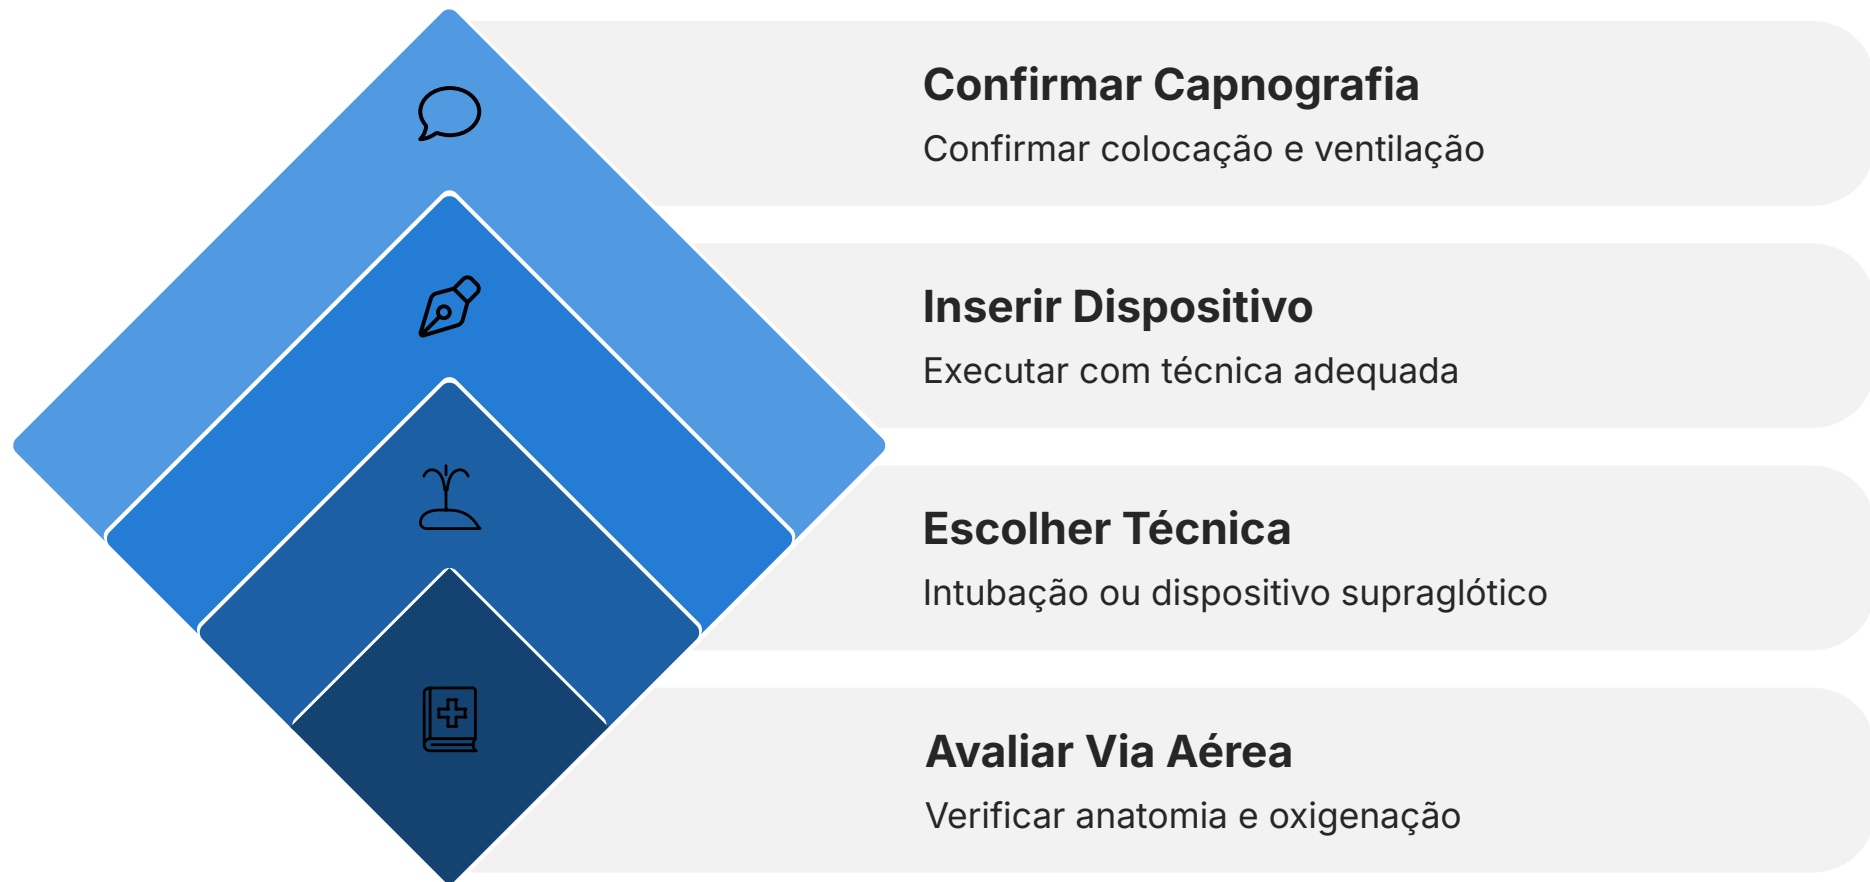 Confirmar Capnografia
Confirmar colocação e ventilação
Inserir Dispositivo
Executar com técnica adequada
Escolher Técnica
Intubação ou dispositivo supraglótico
Avaliar Via Aérea
Verificar anatomia e oxigenação